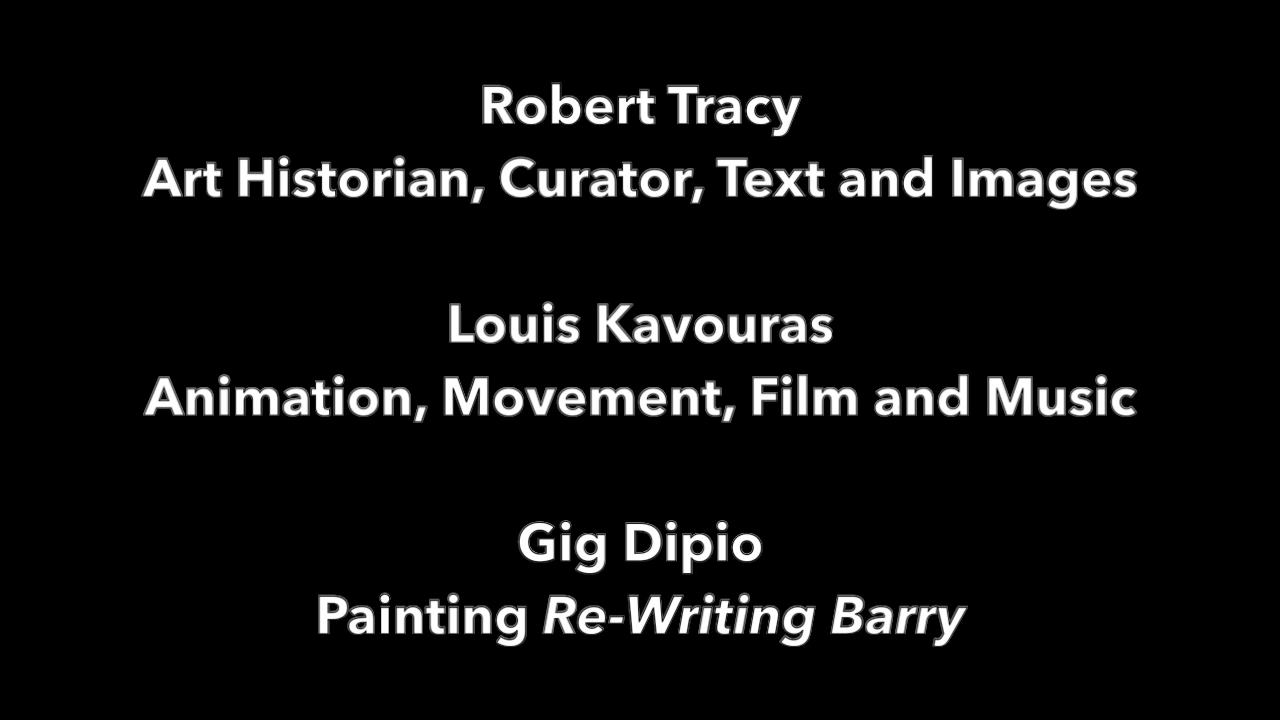 Robert Tracy
Art Historian, Curator, Text and Images
Louis Kavouras
Animation, Movement, Film and Music
Gig Dipio
Painting Re-Writing Barry